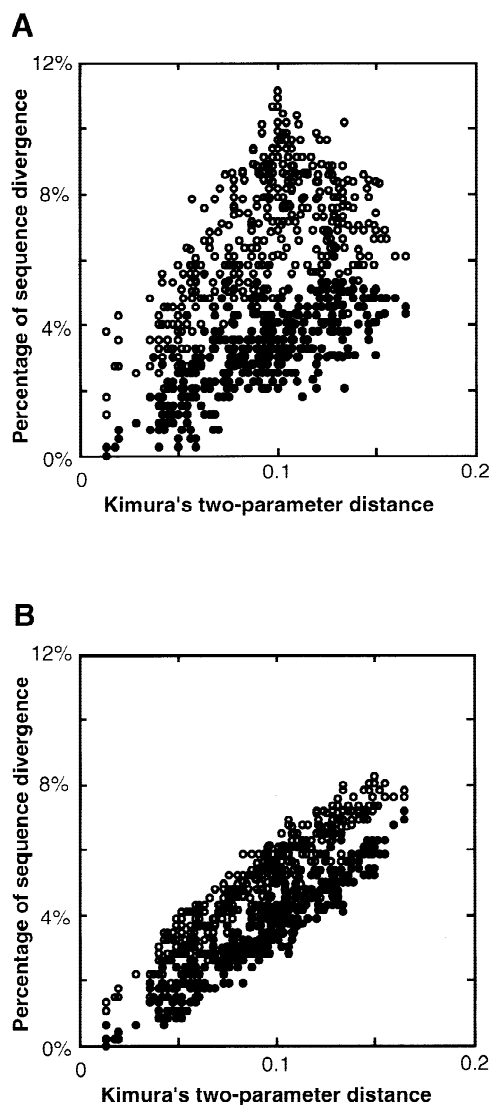 A
12%
8%
4%
0%
Percentage of sequence divergence
0
0.1
0.2
Kimura's two-parameter distance
B
12%
8%
4%
0%
Percentage of sequence divergence
0
0.1
0.2
Kimura's two-parameter distance